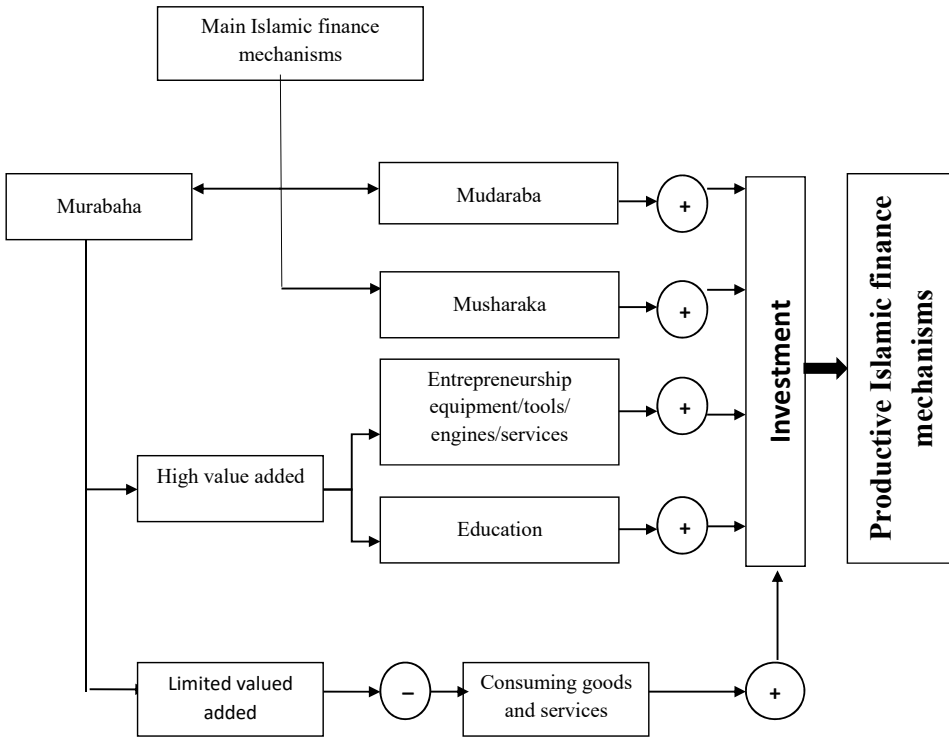 Main Islamic finance
mechanisms
Murabaha
Mudaraba
+
Musharaka
+
Entrepreneurship
equipment/tools/
engines/services
+
High value added
Education
+
Investment
Productive Islamic finance
mechanisms
Limited valued
added
–
Consuming goods
and services
+